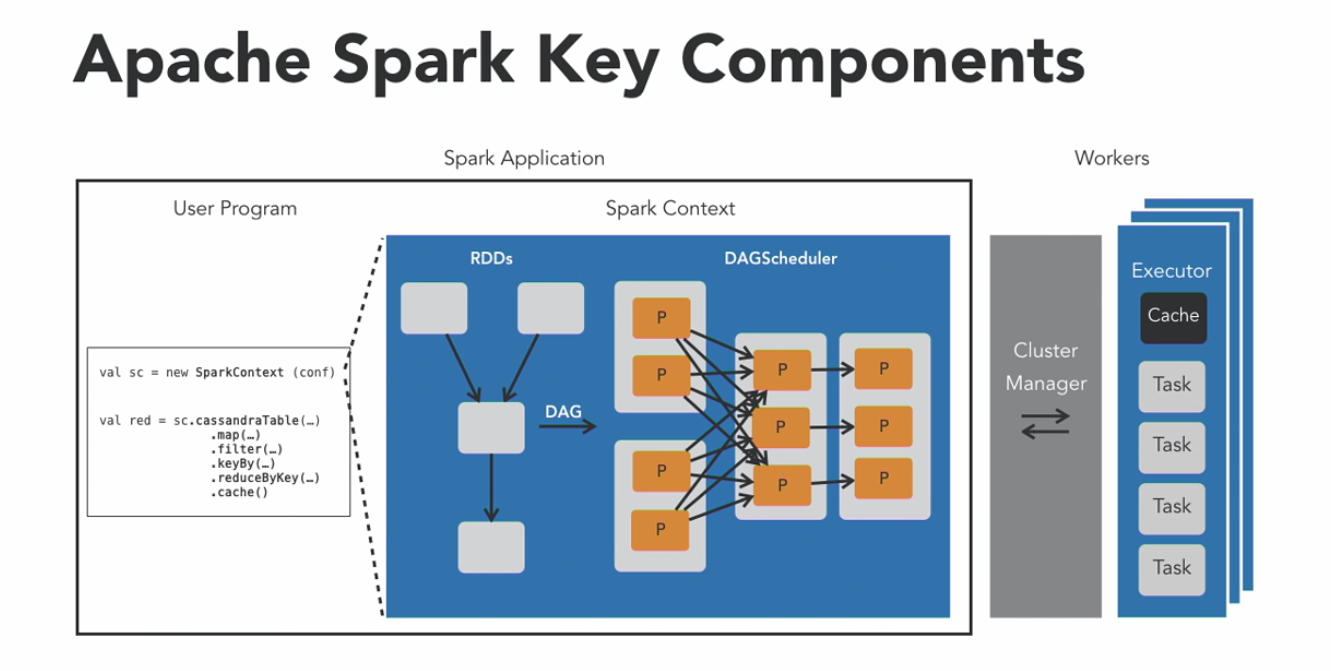 Apache Spark Key Components
Spark Application
Workers
User Program
Spark Context
val sc = new SparkContext (conf)
val red = sc.cassandraTable(…)
.map(…)
.filter(…)
.keyBy(…)
.reduceByKey(…)
.cache()
RDDs
DAG
DAGScheduler
P
P
P
P
P
P
P
P
P
P
Cluster
Manager
Executor
Cache
Task
Task
Task
Task